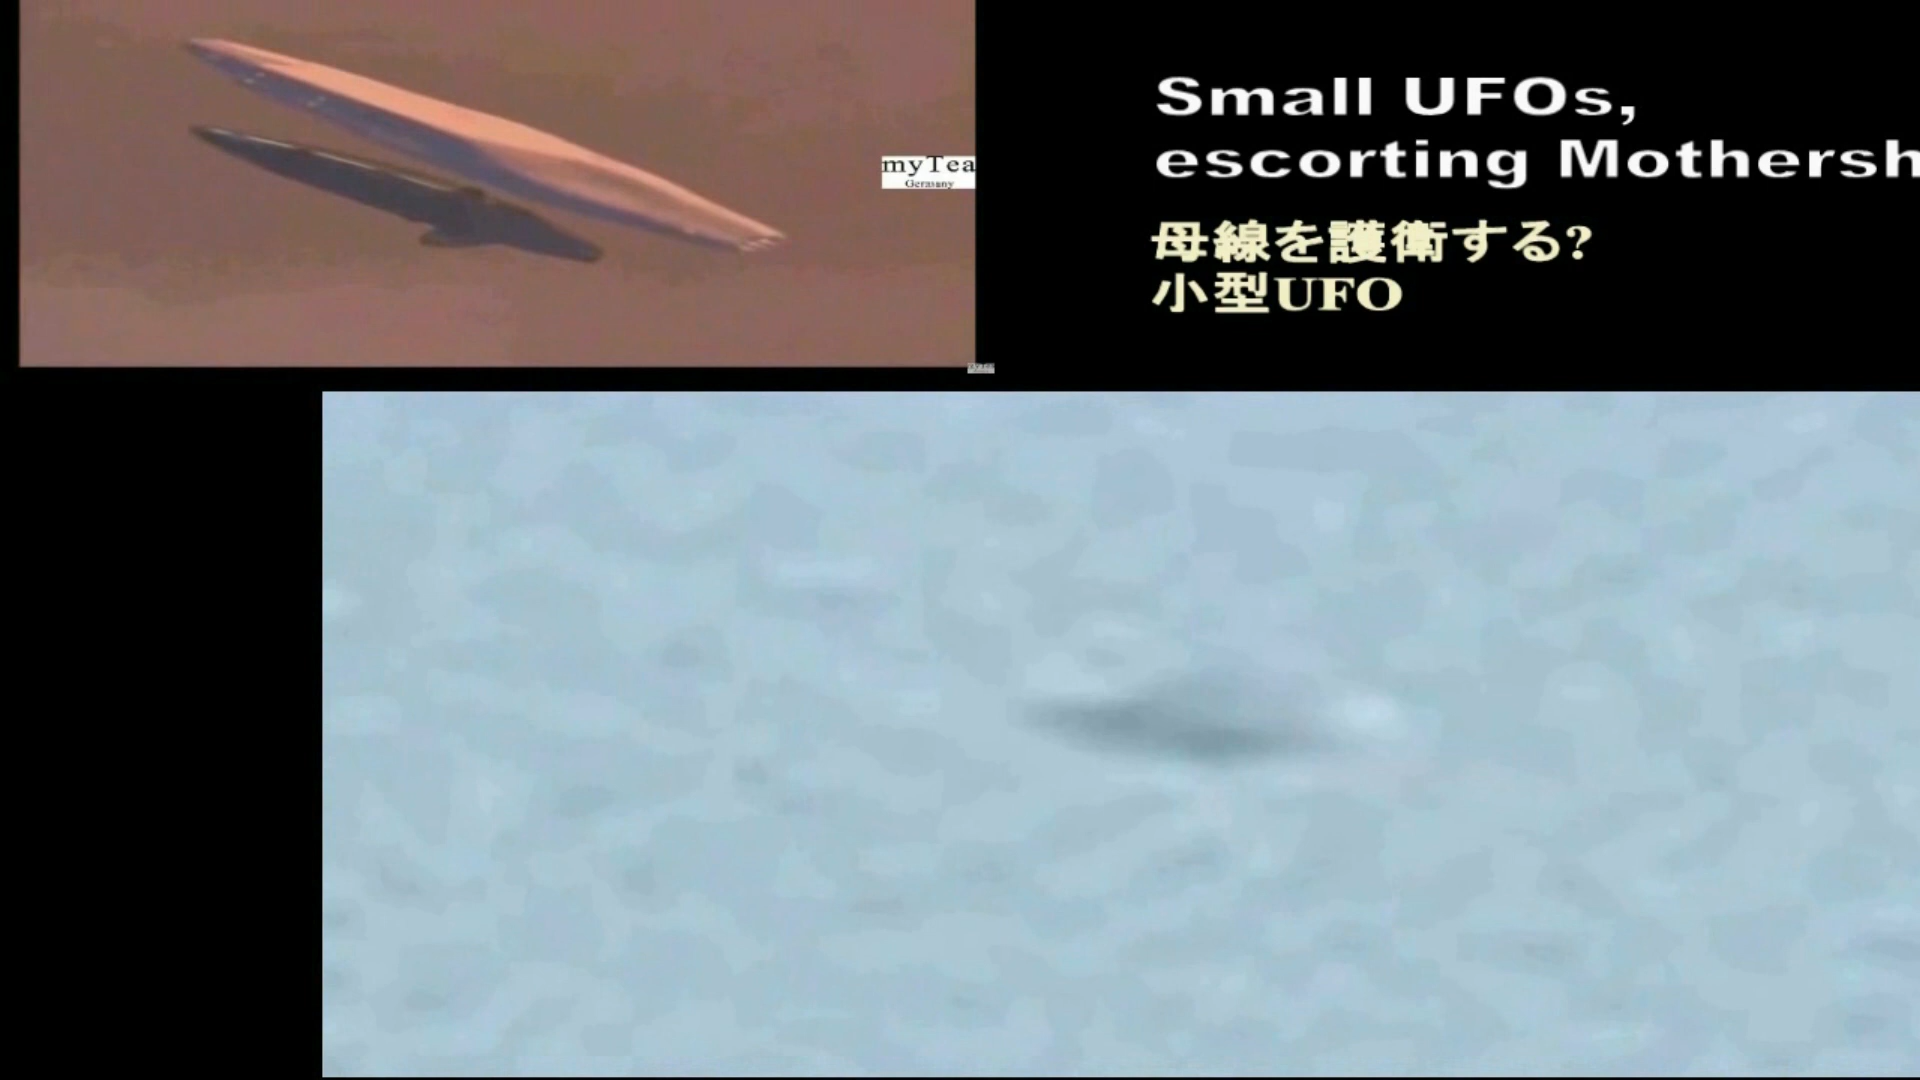 myTea
Germany
Small UFOs,
escorting Mothersh
母線を護衛する?
小型UFO